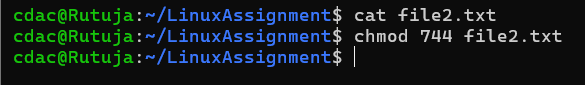 cdac@Rutuja:~/LinuxAssignment$ cat file2.txt
cdac@Rutuja:~/LinuxAssignment$ chmod 744 file2.txt
cdac@Rutuja:~/LinuxAssignment$